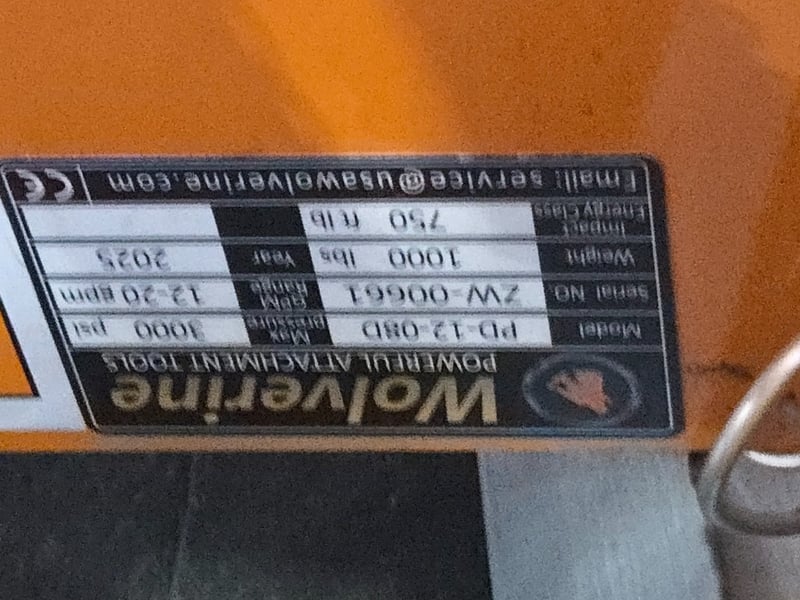 Wolverine
POWERFUL ATTACHMENT TOOLS
Model PD-12-08D Max Pressure 3000 psi
Serial NO. ZW-00661 GPM Range 12-20 gpm
Weight 1000 lbs Year 2025
Impact Energy Class 750 ft lb
Email: service@usawolverine.com CE